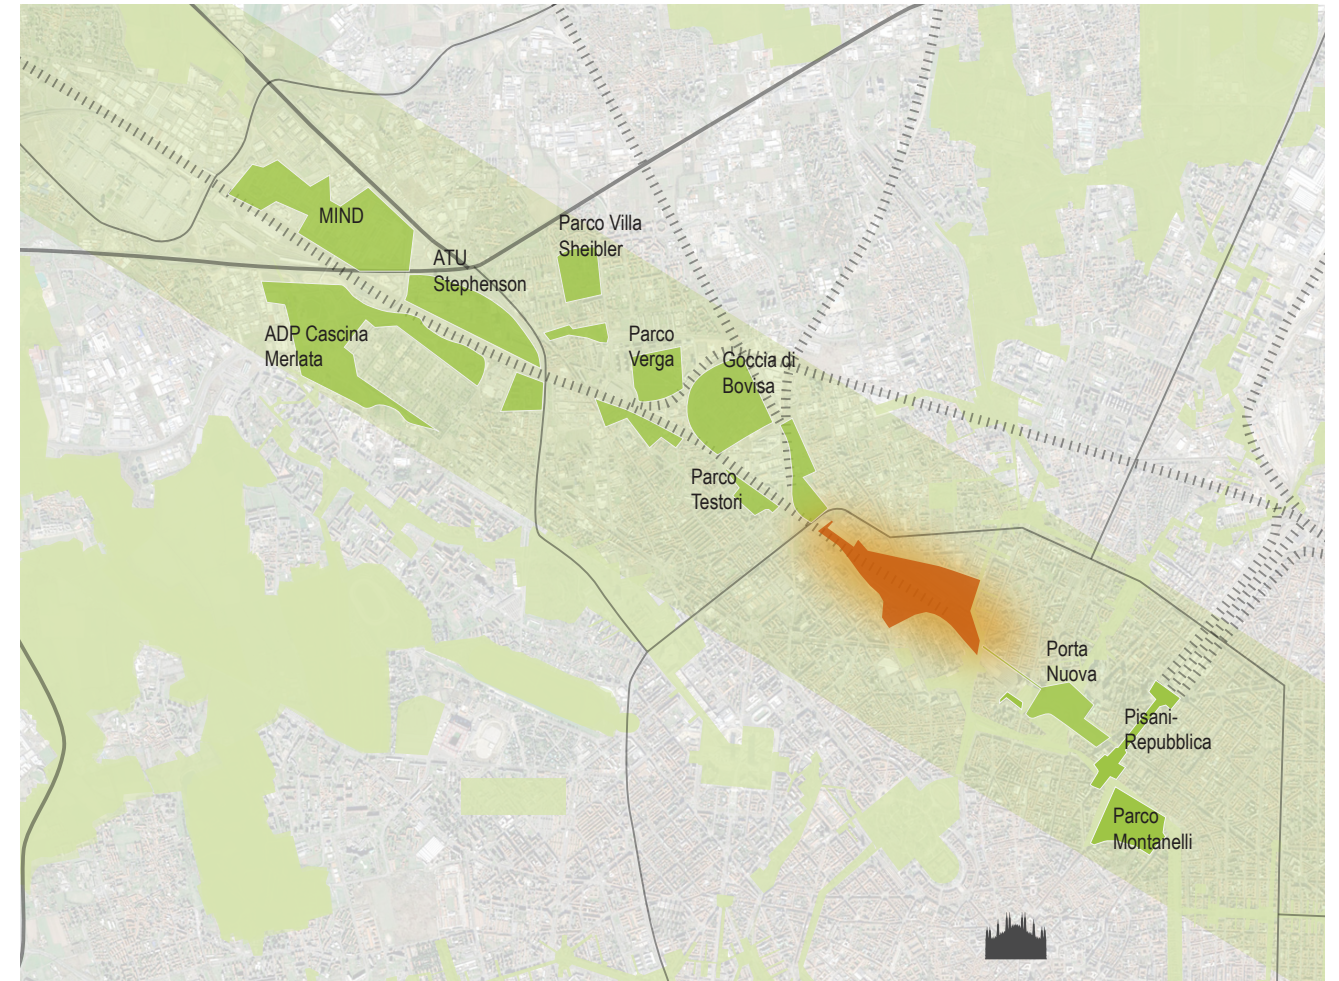 MIND
Parco Villa
Sheibler
ATU
Stephenson
ADP Cascina
Merlata
Parco
Verga
Goccia di
Bovisa
Parco
Testori
Porta
Nuova
Pisani-
Repubblica
Parco
Montanelli